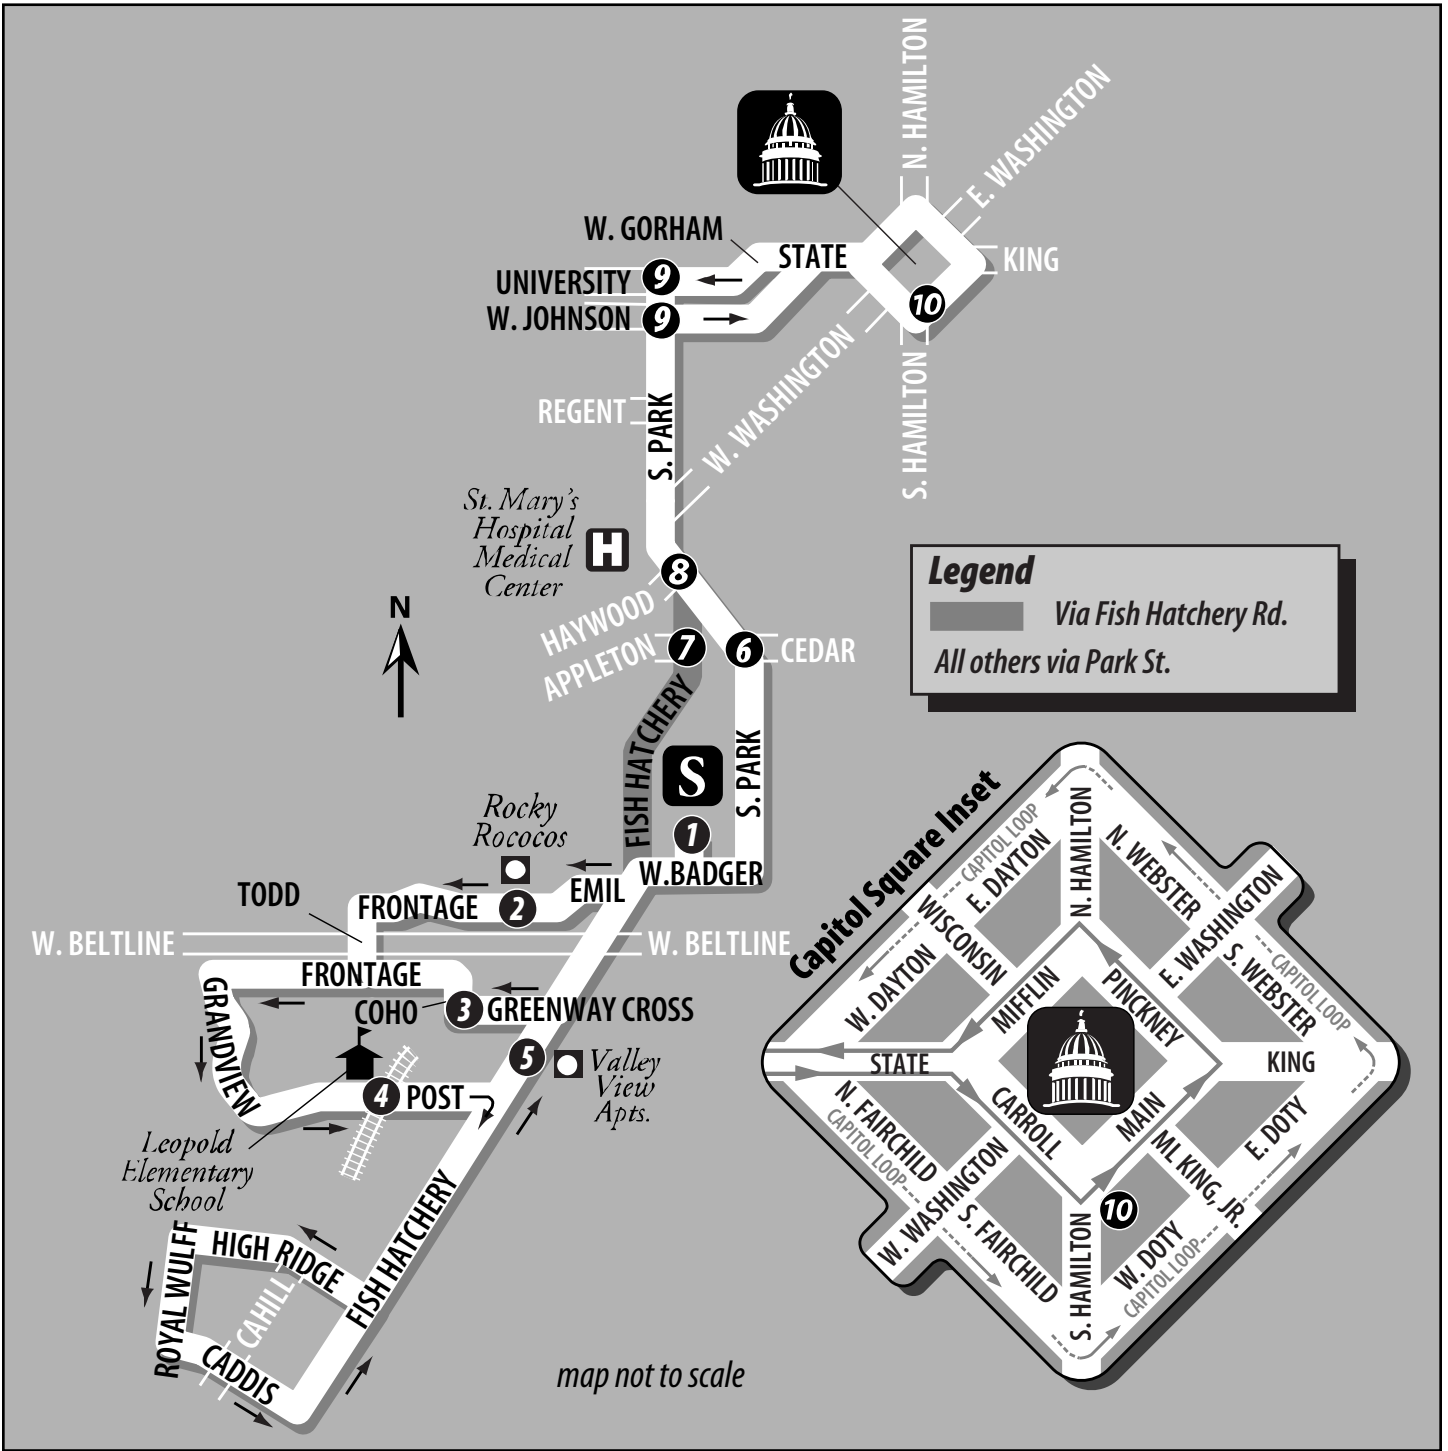 N. HAMILTON
E. WASHINGTON
W. GORHAM
STATE
KING
UNIVERSITY
9
W. JOHNSON
9
10
W. WASHINGTON
S. HAMILTON
REGENT
S. PARK
St. Mary's
Hospital
Medical
Center
H
8
HAYWOOD
APPLETON
7
6
CEDAR
N
Legend
Via Fish Hatchery Rd.
All others via Park St.
FISH HATCHERY
S
S. PARK
1
Rocky
Rococos
W.BADGER
EMIL
TODD
FRONTAGE
2
W. BELTLINE
W. BELTLINE
FRONTAGE
COHO
3
GREENWAY CROSS
GRANDVIEW
5
Valley
View
Apts.
4
POST
Leopold
Elementary
School
FISH HATCHERY
HIGH RIDGE
ROYAL WULFF
CAHILL
CADDIS
map not to scale
Capitol Square Inset
CAPITOL LOOP
E. DAYTON
N. HAMILTON
N. WEBSTER
WISCONSIN
E. WASHINGTON
W. DAYTON
MIFFLIN
PINCKNEY
S. WEBSTER
CAPITOL LOOP
STATE
KING
N. FAIRCHILD
CAPITOL LOOP
CARROLL
MAIN
ML KING, JR.
E. DOTY
W. WASHINGTON
S. FAIRCHILD
S. HAMILTON
10
W. DOTY
CAPITOL LOOP